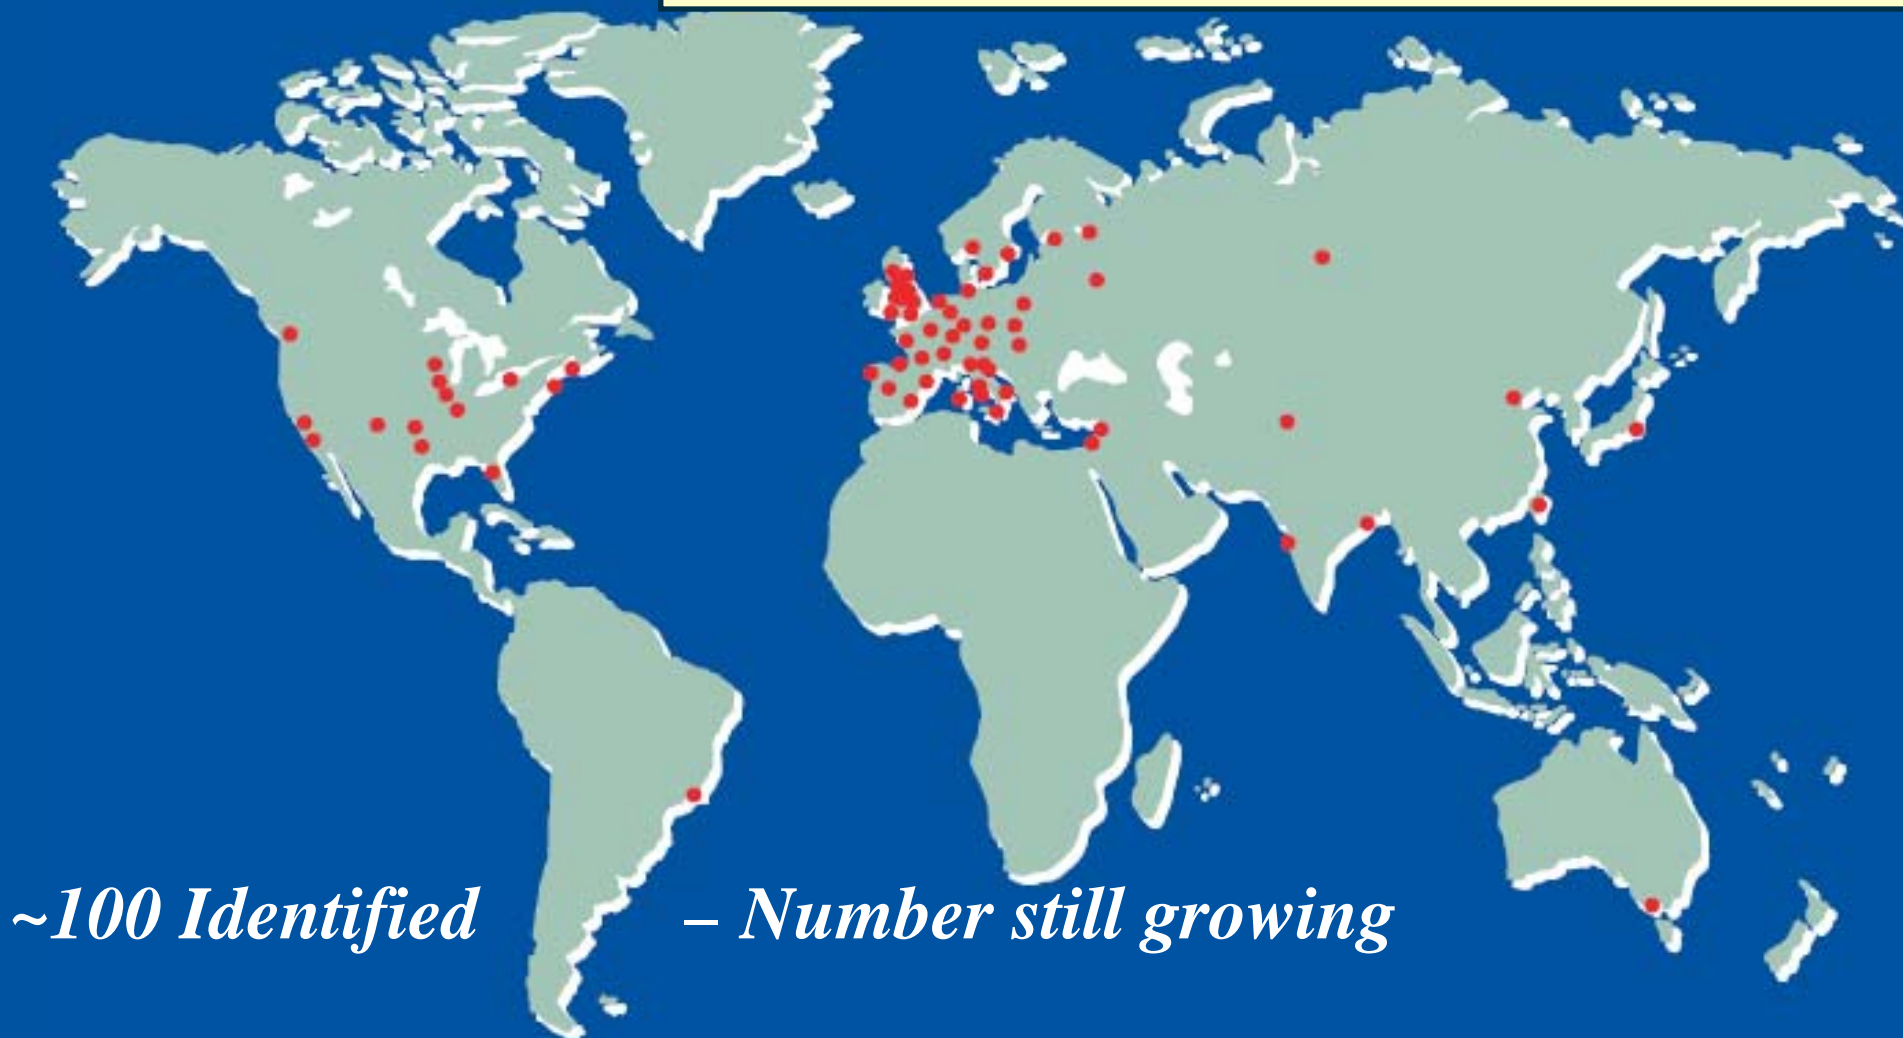 ~100 Identified – Number still growing